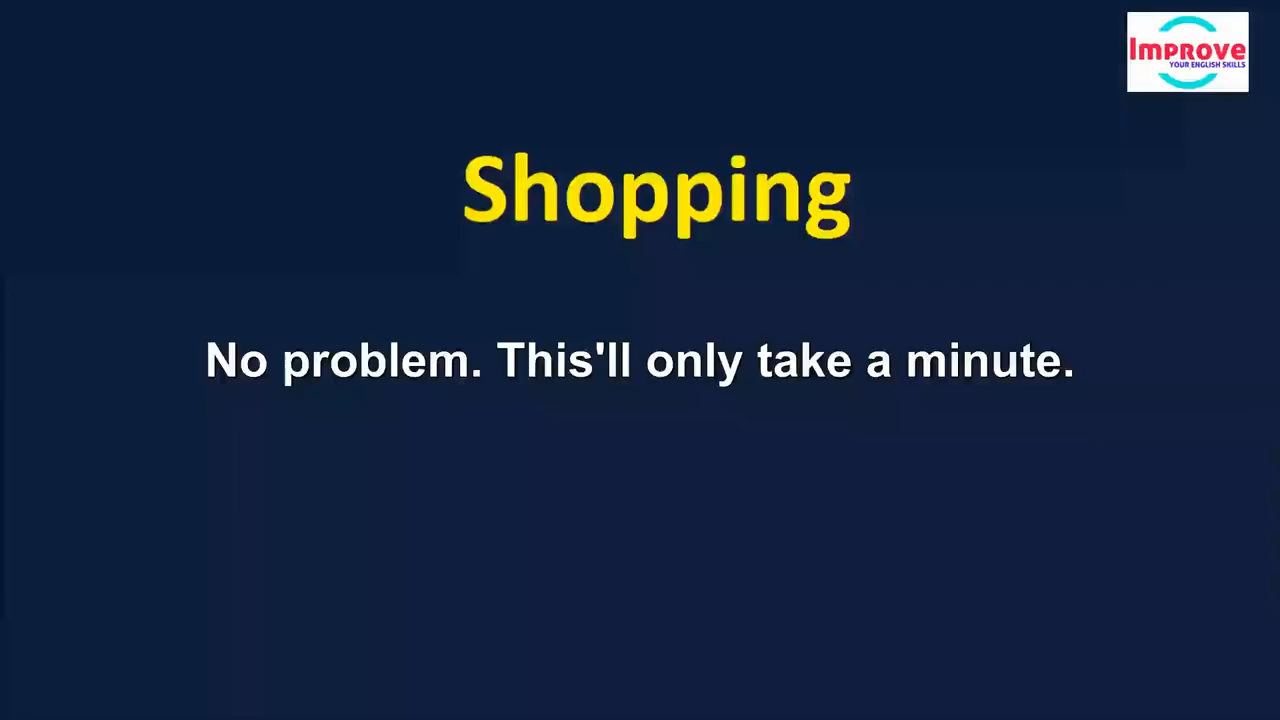 Improve
YOUR ENGLISH SKILLS
Shopping
No problem. This'll only take a minute.